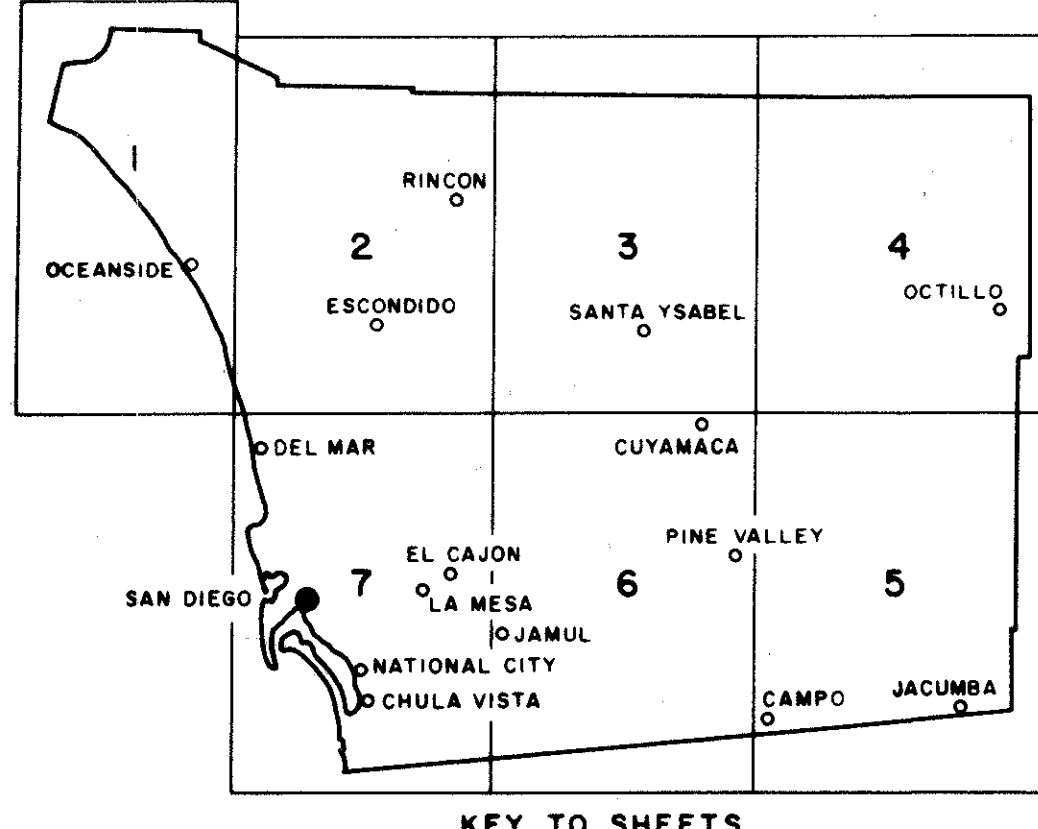 1
RINCON
2
3
4
OCEANSIDE
OCTILLO
ESCONDIDO
SANTA YSABEL
DEL MAR
CUYAMACA
PINE VALLEY
EL CAJON
7
6
5
SAN DIEGO
LA MESA
JAMUL
NATIONAL CITY
CHULA VISTA
CAMPO
JACUMBA
KEY TO SHEETS